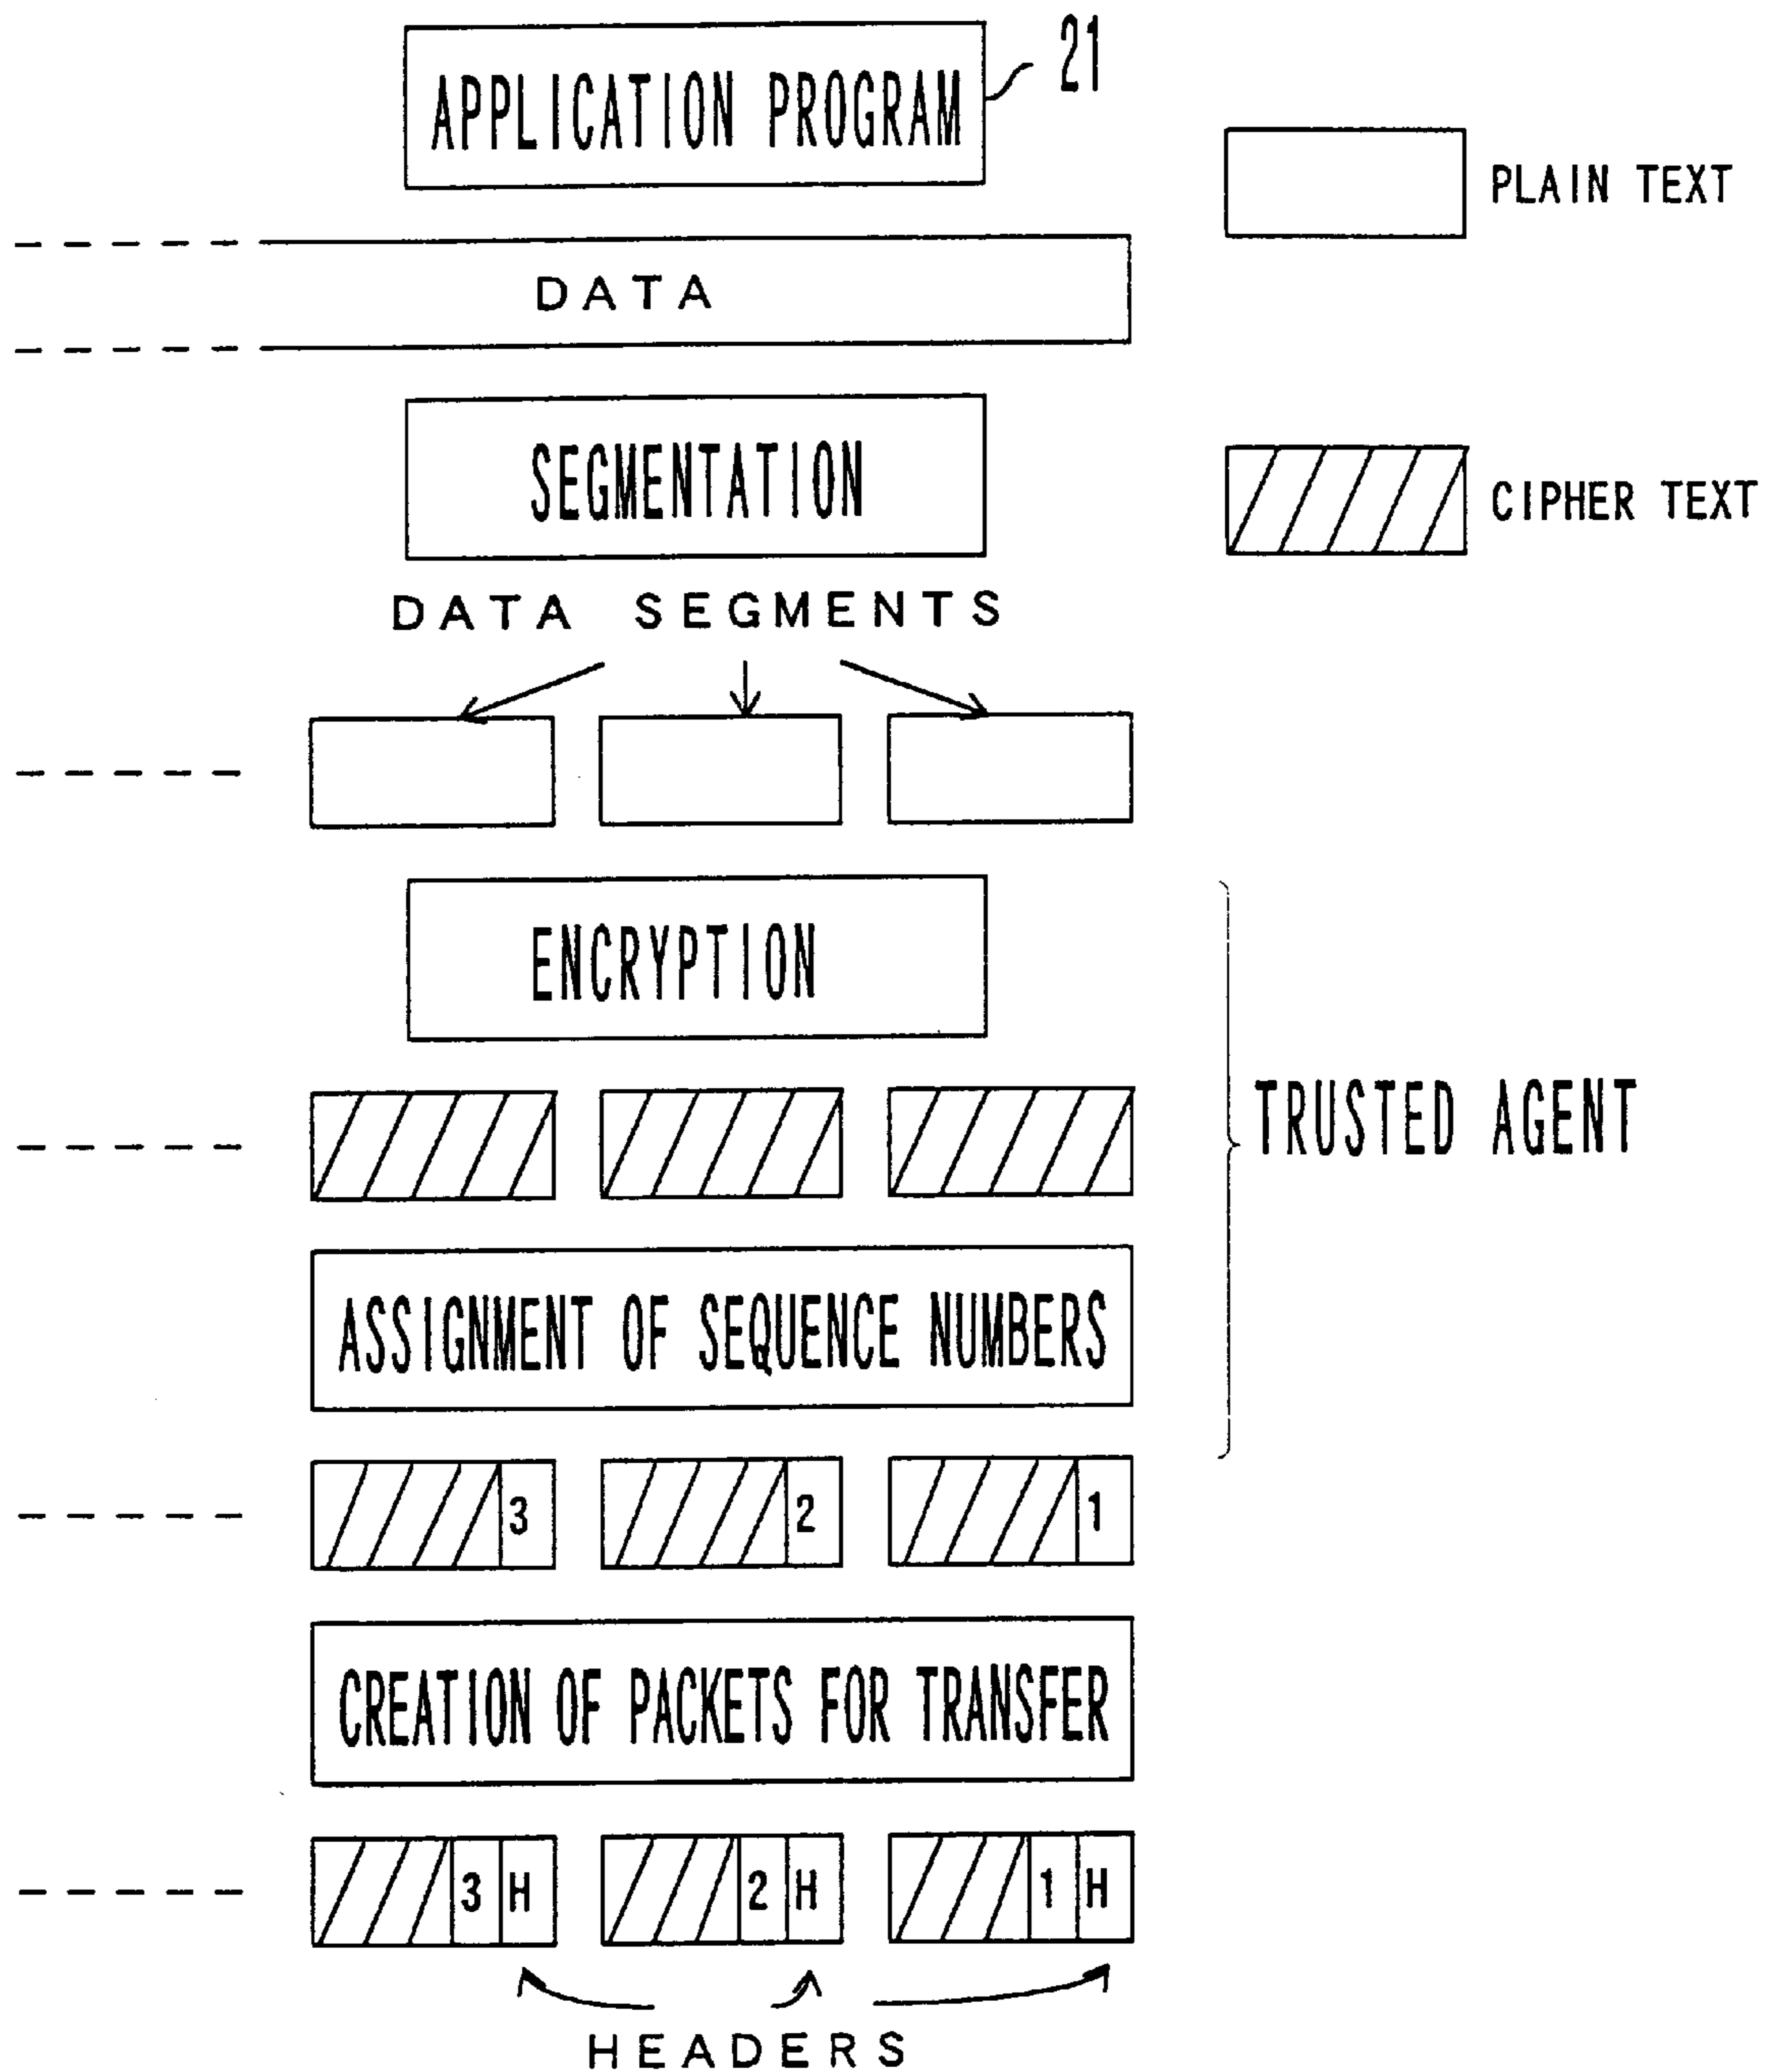 APPLICATION PROGRAM
21
PLAIN TEXT
DATA
SEGMENTATION
CIPHER TEXT
DATA SEGMENTS
ENCRYPTION
TRUSTED AGENT
ASSIGNMENT OF SEQUENCE NUMBERS
3 2 1
CREATION OF PACKETS FOR TRANSFER
3 H 2 H 1 H
HEADERS